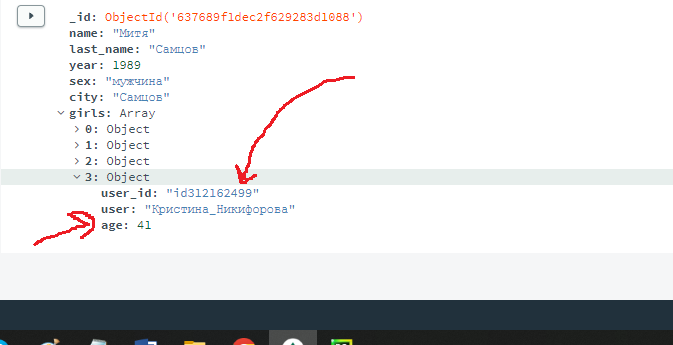 _id: ObjectId('637689f1dec2f629283d1088')
name: "Митя"
last_name: "Самцов"
year: 1989
sex: "мужчина"
city: "Самцов"
girls: Array
0: Object
1: Object
2: Object
3: Object
user_id: "id312162499"
user: "Кристина_Никифорова"
age: 41